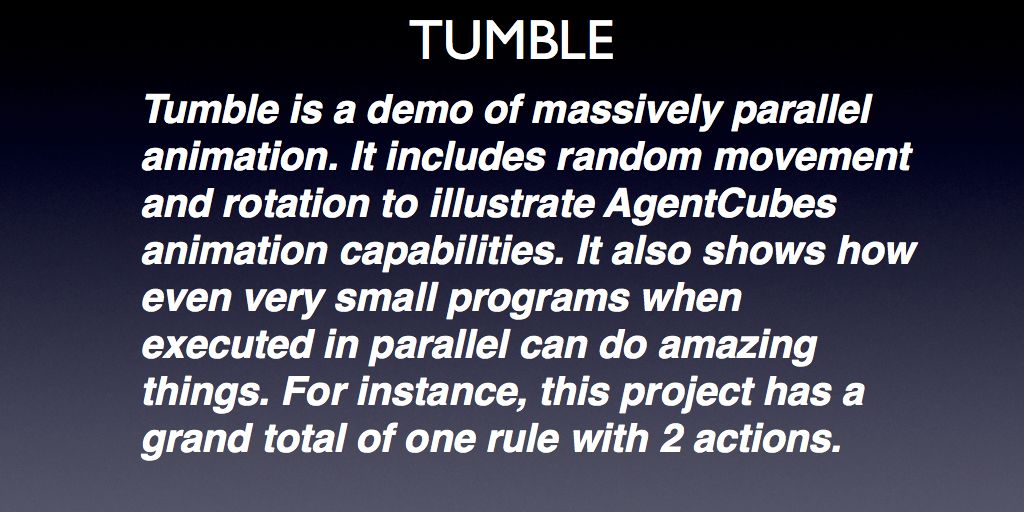 TUMBLE
Tumble is a demo of massively parallel
animation. It includes random movement
and rotation to illustrate AgentCubes
animation capabilities. It also shows how
even very small programs when
executed in parallel can do amazing
things. For instance, this project has a
grand total of one rule with 2 actions.